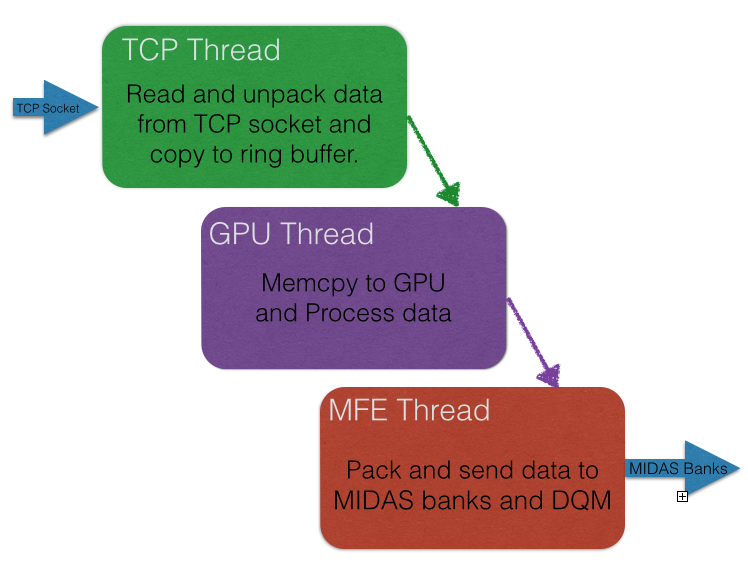 TCP Thread
TCP Socket
Read and unpack data
from TCP socket and
copy to ring buffer.
GPU Thread
Memcpy to GPU
and Process data
MFE Thread
Pack and send data to
MIDAS banks and DQM
MIDAS Banks